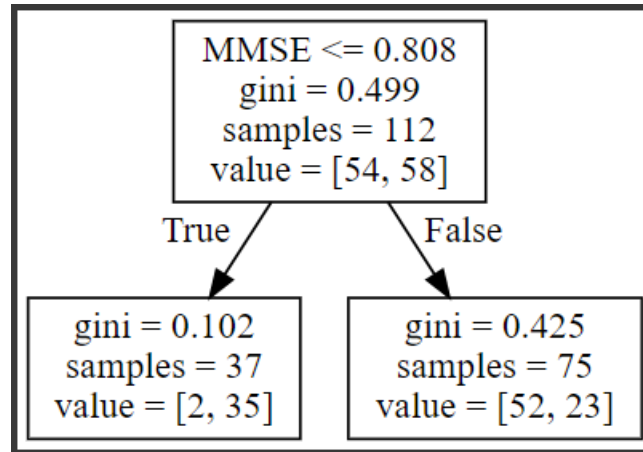 MMSE <= 0.808
gini = 0.499
samples = 112
value = [54, 58]
True
False
gini = 0.102
samples = 37
value = [2, 35]
gini = 0.425
samples = 75
value = [52, 23]